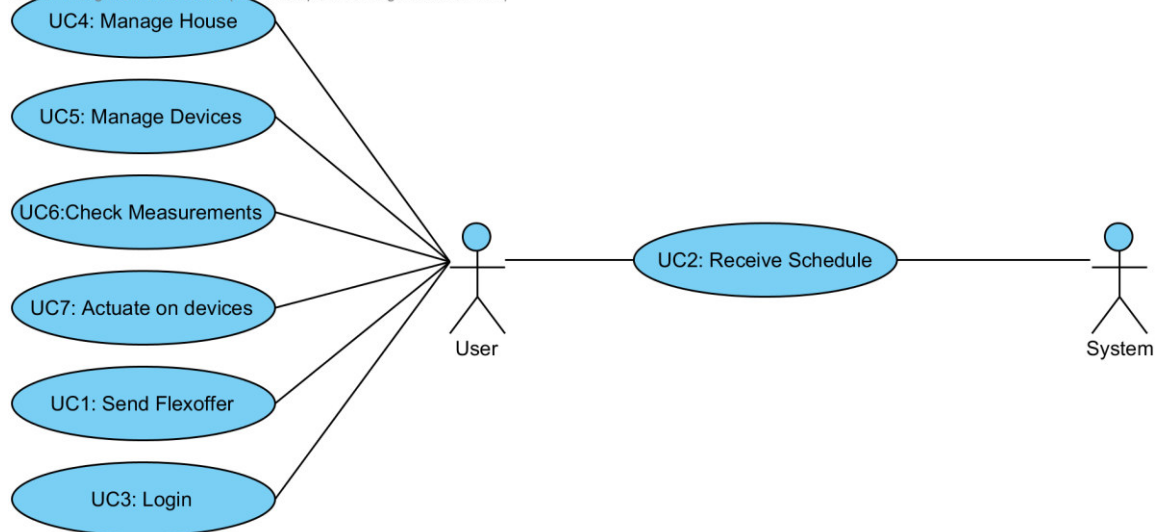 UC4: Manage House
UC5: Manage Devices
UC6:Check Measurements
UC7: Actuate on devices
UC1: Send Flexoffer
UC3: Login
User
UC2: Receive Schedule
System